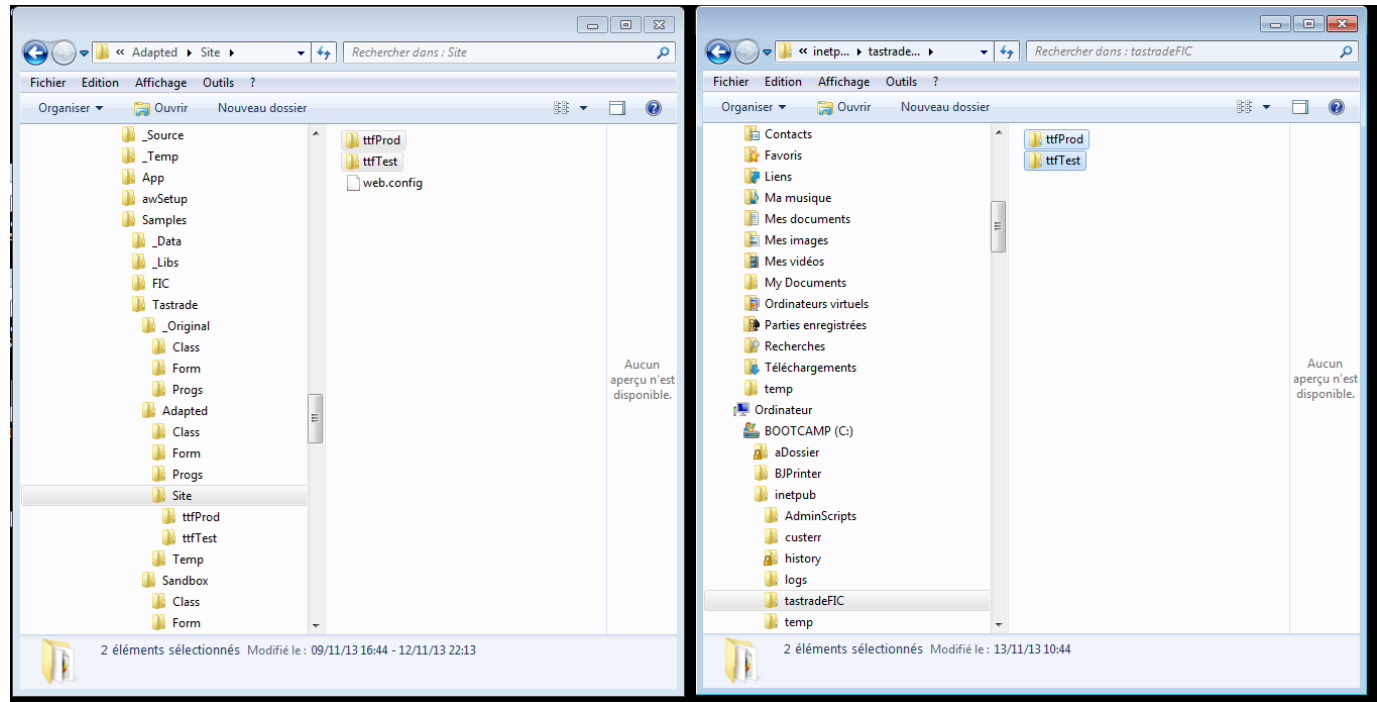 « Adapted ▸ Site ▸
Rechercher dans : Site
Fichier Edition Affichage Outils ?
Organiser Ouvrir Nouveau dossier
_Source
_Temp
App
awSetup
Samples
_Data
_Libs
FIC
Tastrade
_Original
Class
Form
Progs
Adapted
Class
Form
Progs
Site
ttfProd
ttfTest
Temp
Sandbox
Class
Form
ttfProd
ttfTest
web.config
Aucun
aperçu n'est
disponible.
2 éléments sélectionnés Modifié le : 09/11/13 16:44 - 12/11/13 22:13
« inetp... ▸ tastrade... ▸
Rechercher dans : tastradeFIC
Fichier Edition Affichage Outils ?
Organiser Ouvrir Nouveau dossier
Contacts
Favoris
Liens
Ma musique
Mes documents
Mes images
Mes vidéos
My Documents
Ordinateurs virtuels
Parties enregistrées
Recherches
Téléchargements
temp
Ordinateur
BOOTCAMP (C:)
aDossier
BJPrinter
inetpub
AdminScripts
custerr
history
logs
tastradeFIC
temp
ttfProd
ttfTest
Aucun
aperçu n'est
disponible.
2 éléments sélectionnés Modifié le : 13/11/13 10:44